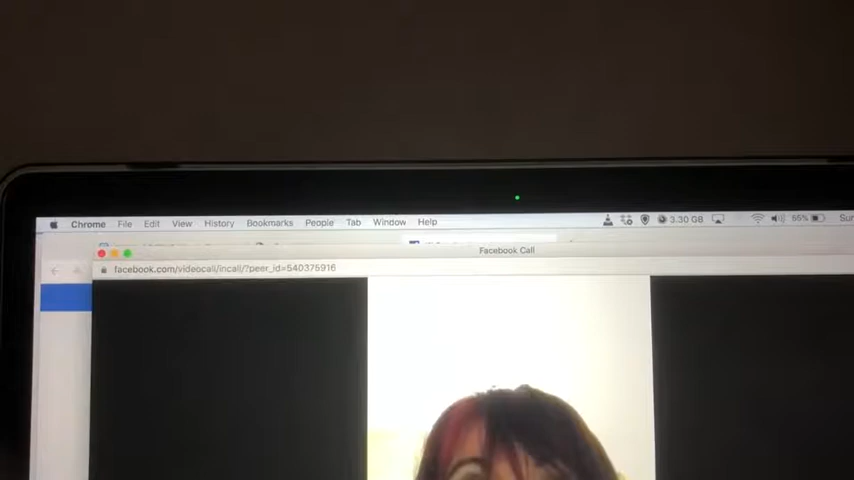 Chrome File Edit View History Bookmarks People Tab Window Help 3.30 GB 55% Sun
Facebook Call
facebook.com/videocall/incall/?peer_id=540375916